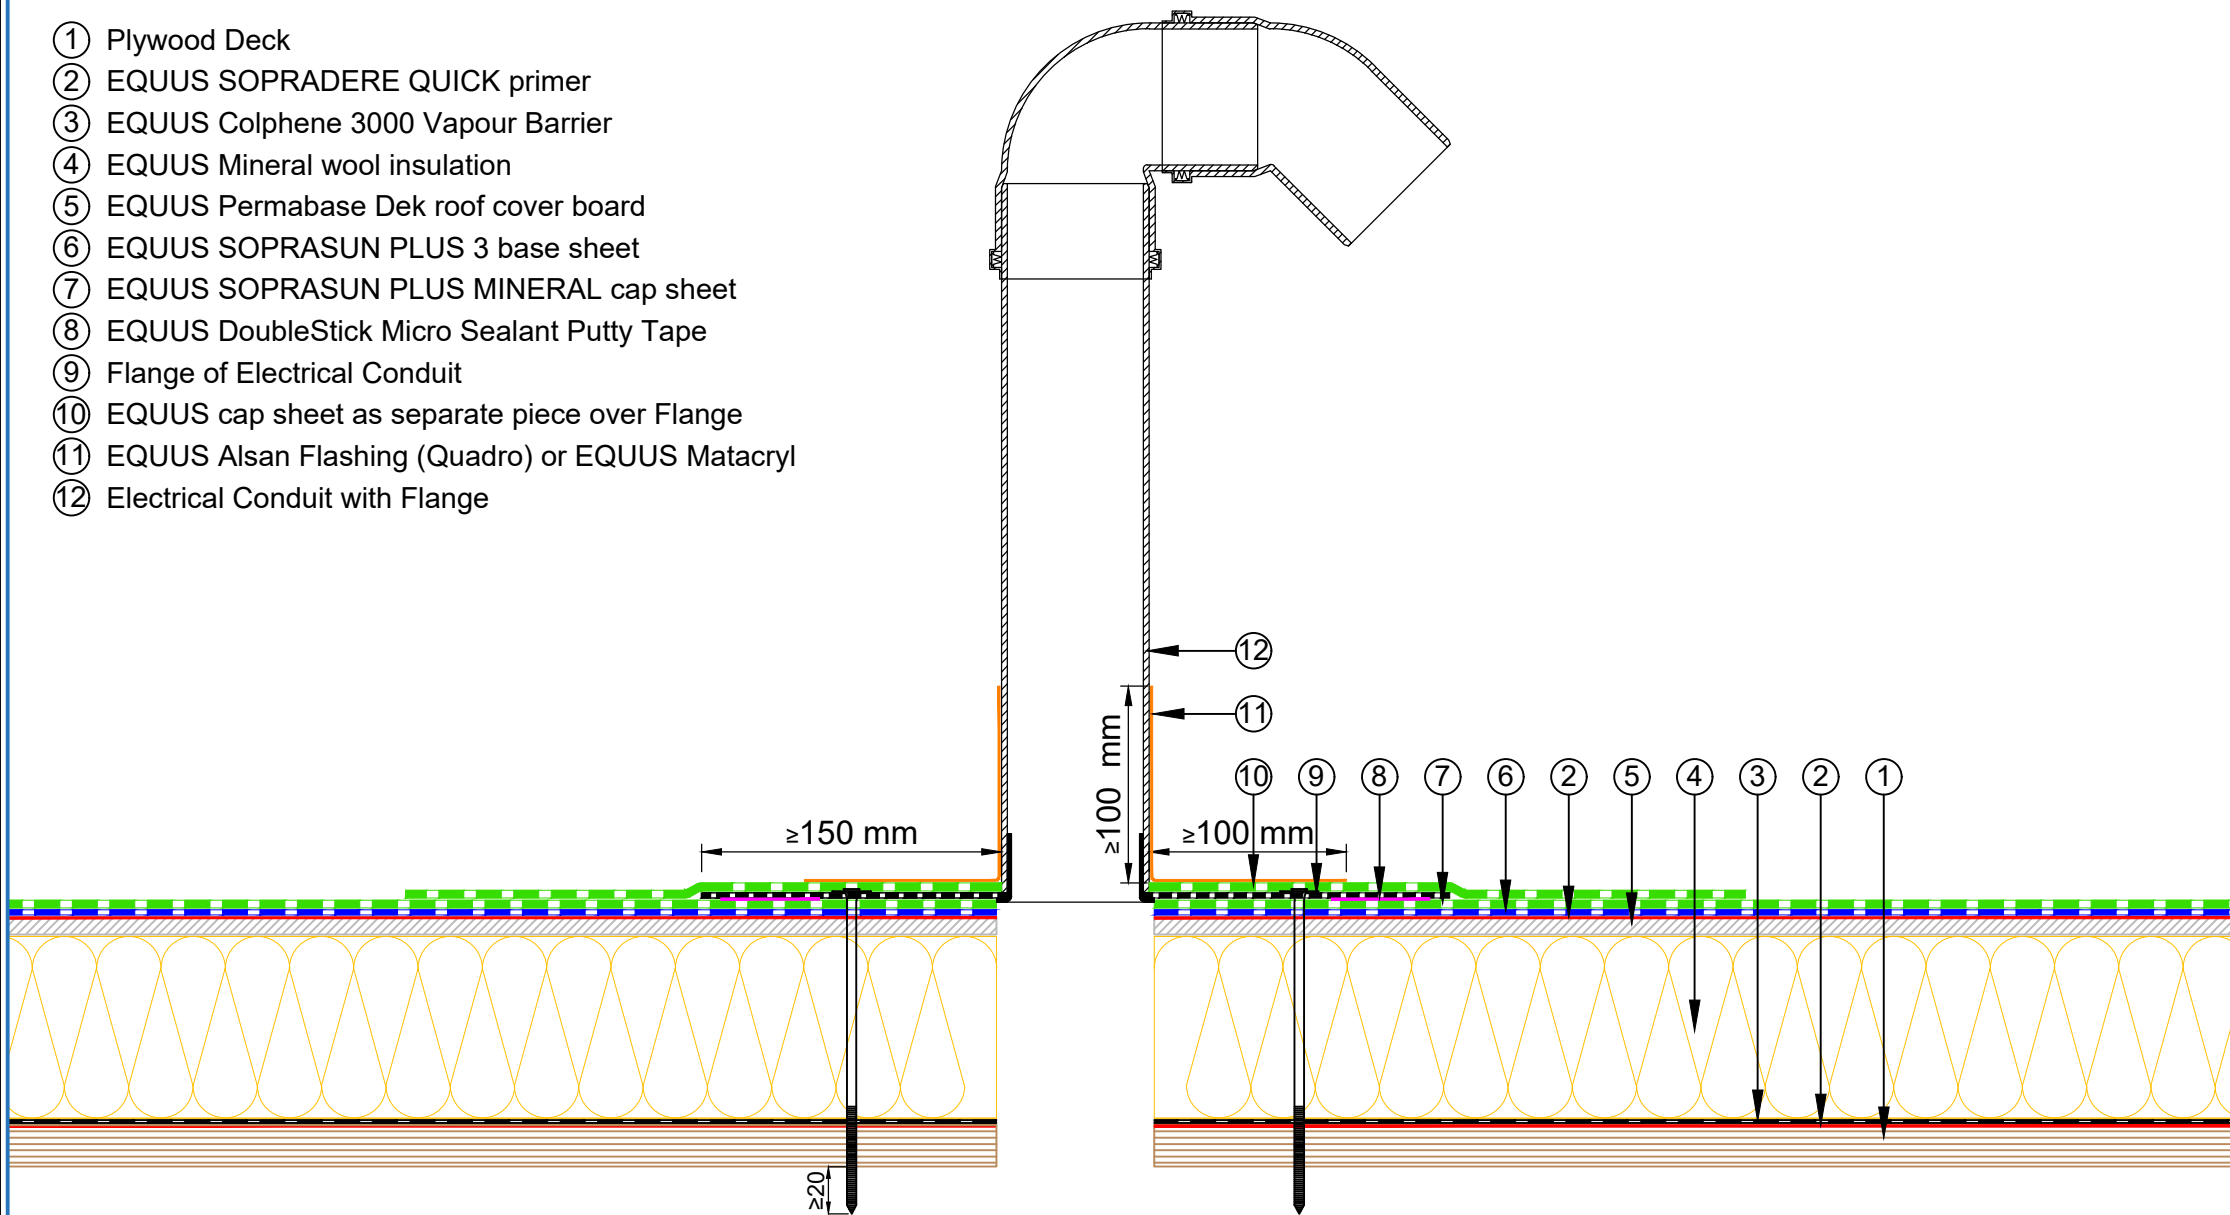 1 Plywood Deck
2 EQUUS SOPRADERE QUICK primer
3 EQUUS Colphene 3000 Vapour Barrier
4 EQUUS Mineral wool insulation
5 EQUUS Permabase Dek roof cover board
6 EQUUS SOPRASUN PLUS 3 base sheet
7 EQUUS SOPRASUN PLUS MINERAL cap sheet
8 EQUUS DoubleStick Micro Sealant Putty Tape
9 Flange of Electrical Conduit
10 EQUUS cap sheet as separate piece over Flange
11 EQUUS Alsan Flashing (Quadro) or EQUUS Matacryl
12 Electrical Conduit with Flange
12
11
≥100 mm
10 9 8 7 6 2 5 4 3 2 1
≥150 mm
≥100 mm
≥20